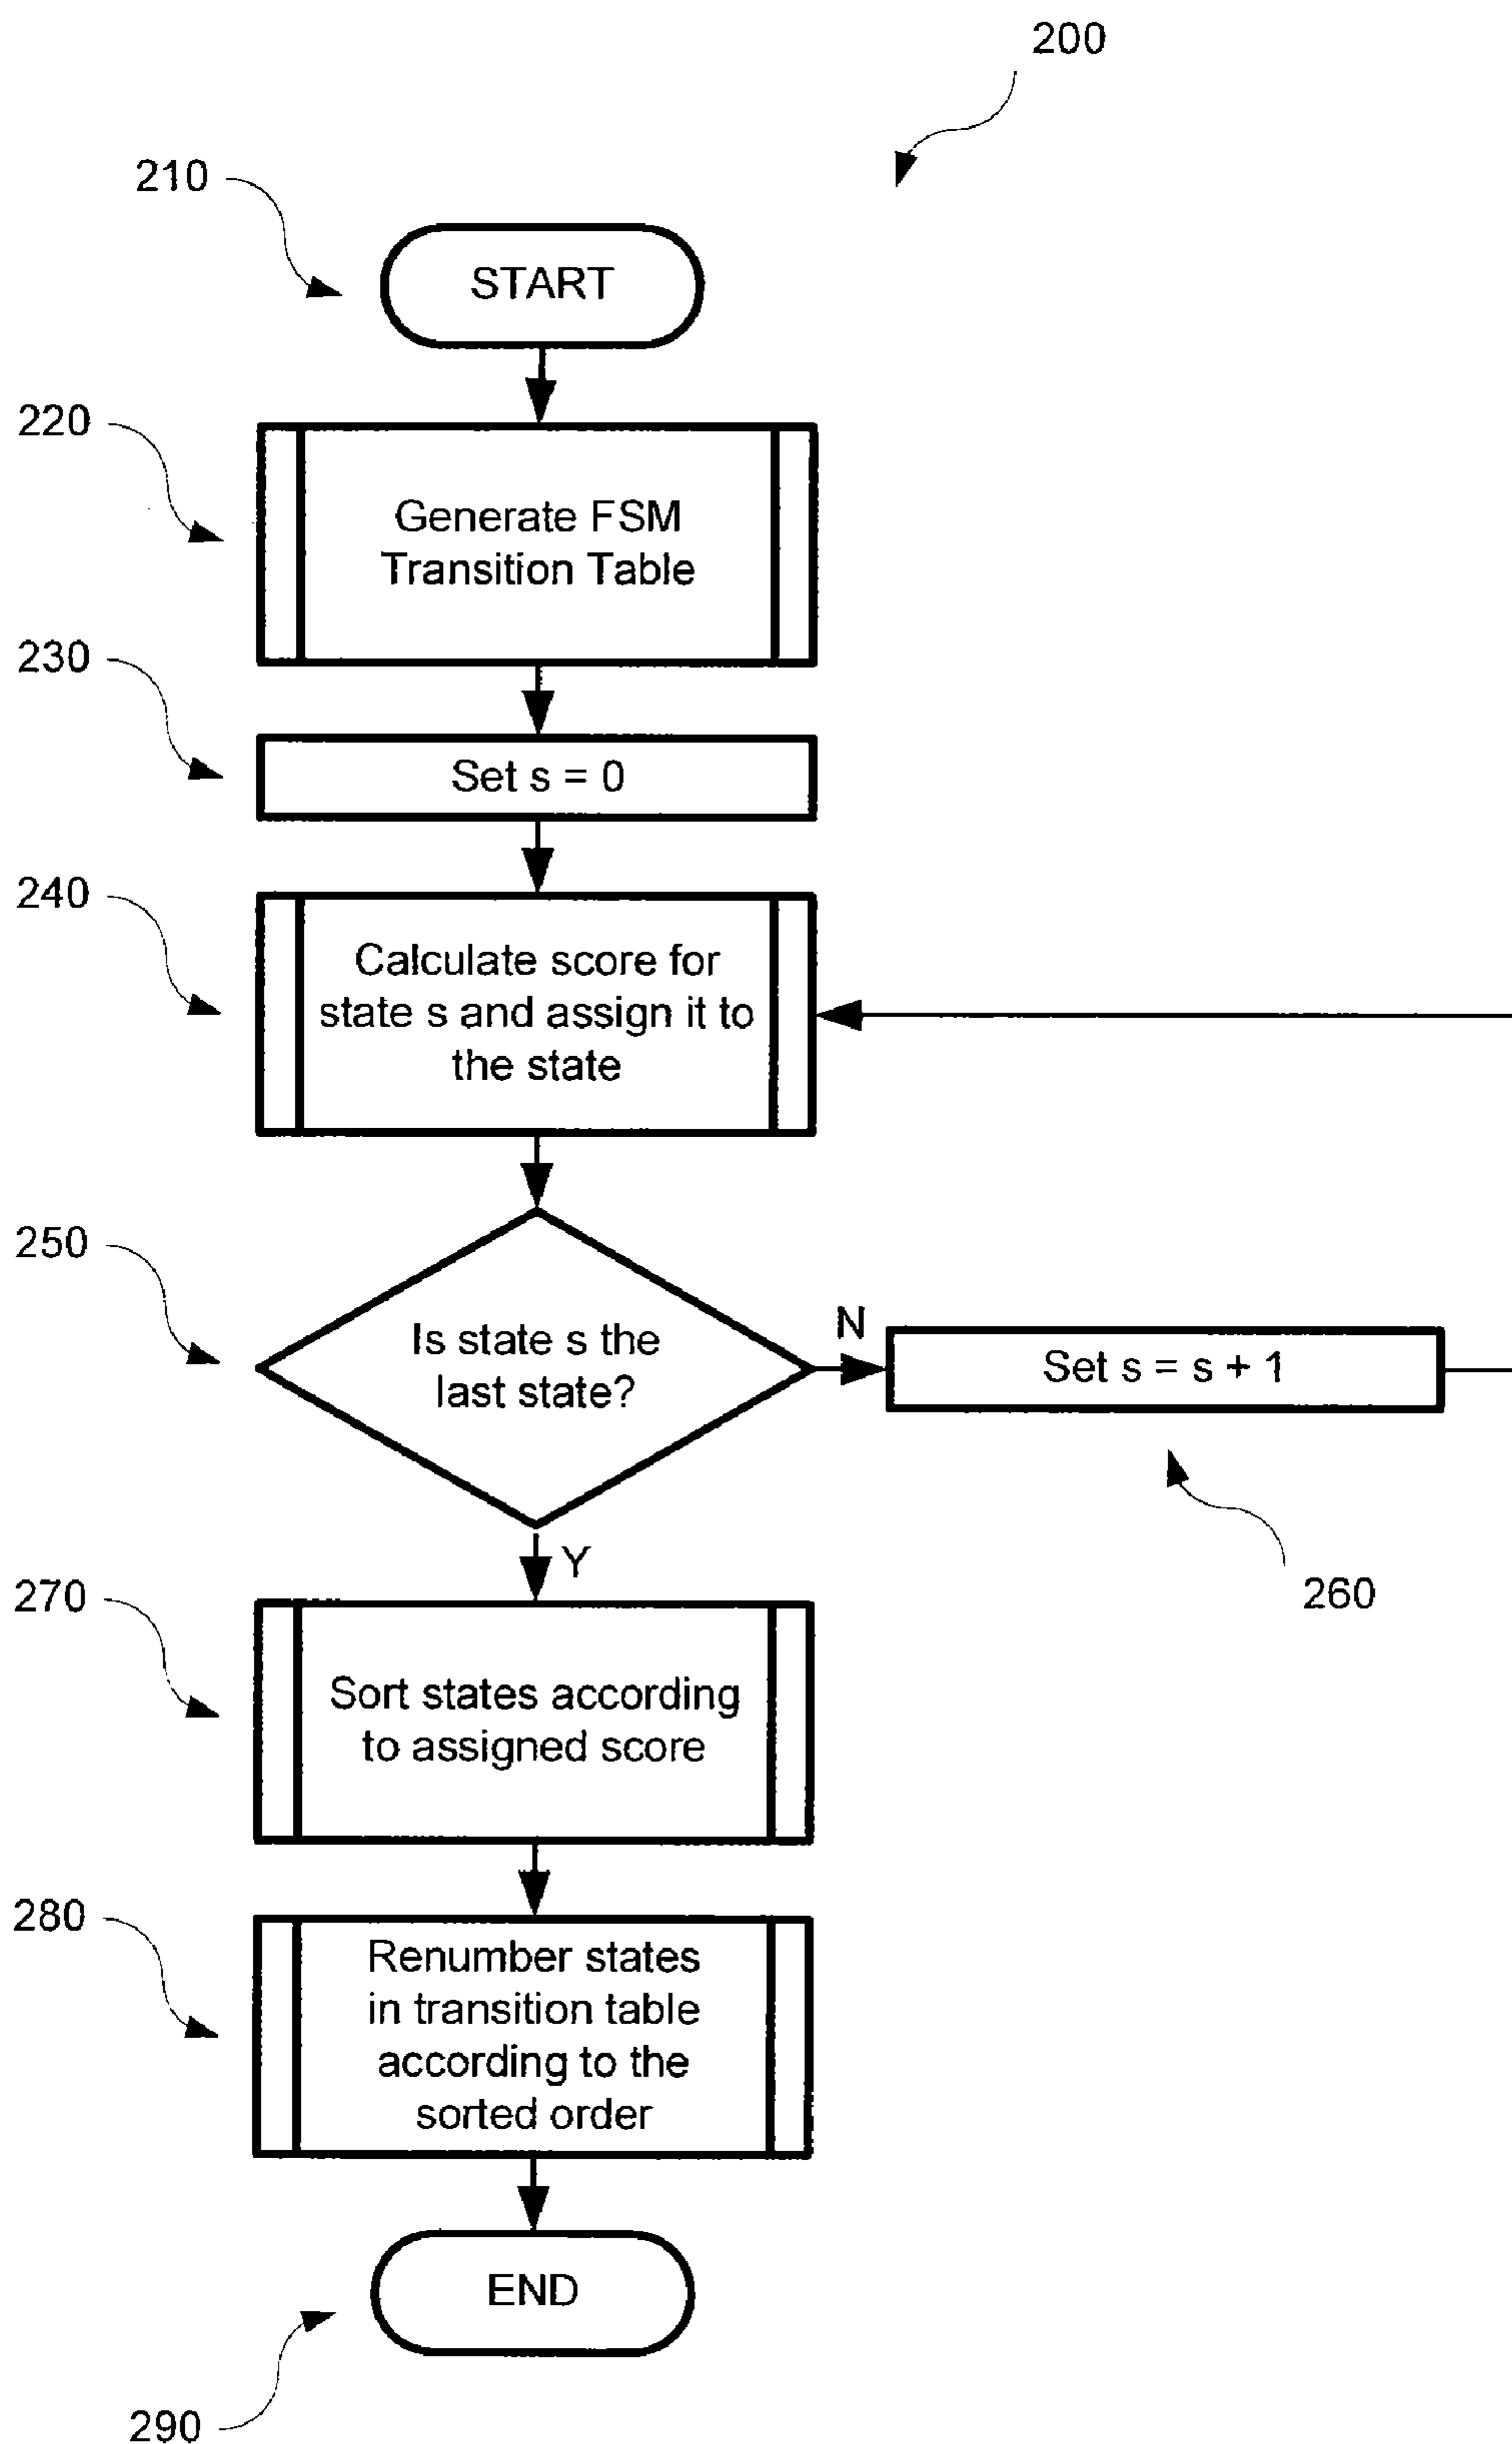 200
210
START
220
Generate FSM
Transition Table
230
Set s = 0
240
Calculate score for
state s and assign it to
the state
250
Is state s the
last state?
N
Set s = s + 1
260
Y
270
Sort states according
to assigned score
280
Renumber states
in transition table
according to the
sorted order
END
290